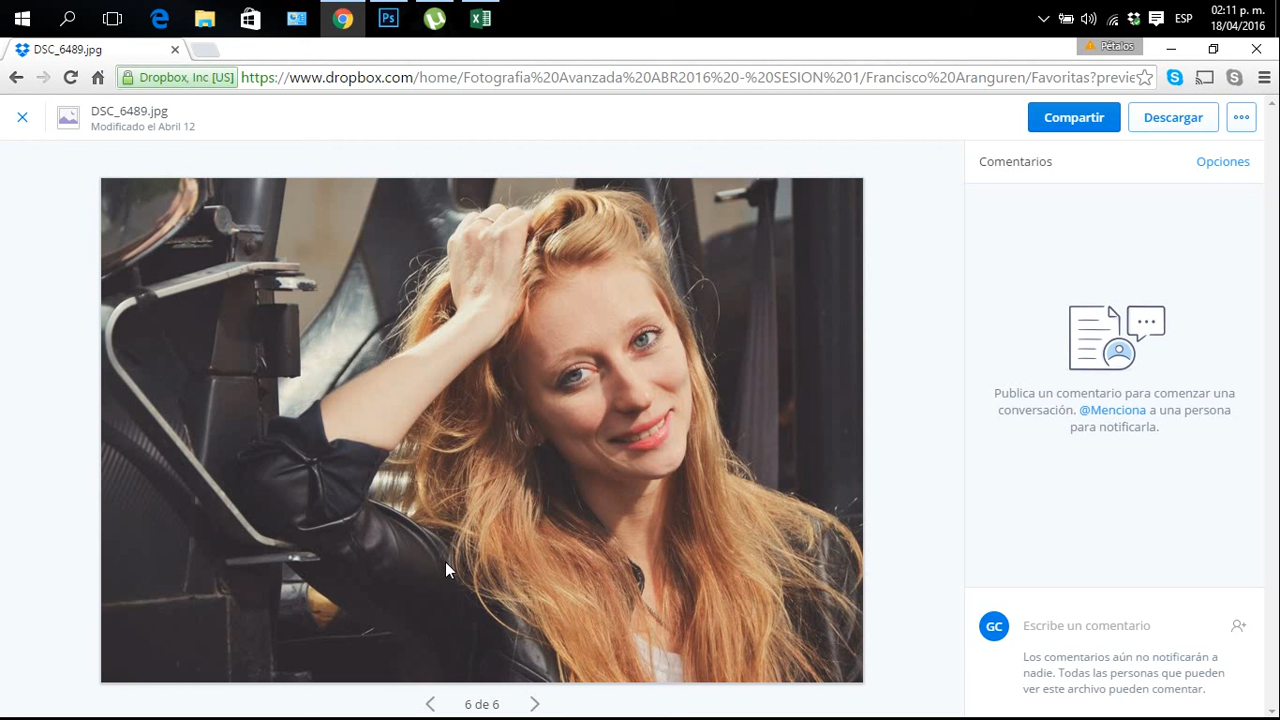 ESP
02:11 p. m.
18/04/2016
DSC_6489.jpg
Pétalos
Dropbox, Inc [US]
https://www.dropbox.com/home/Fotografia%20Avanzada%20ABR2016%20-%20SESION%201/Francisco%20Aranguren/Favoritas?previe
DSC_6489.jpg
Modificado el Abril 12
Compartir
Descargar
Comentarios
Opciones
Publica un comentario para comenzar una
conversación. @Menciona a una persona
para notificarla.
GC
Escribe un comentario
Los comentarios aún no notificarán a
nadie. Todas las personas que pueden
ver este archivo pueden comentar.
6 de 6